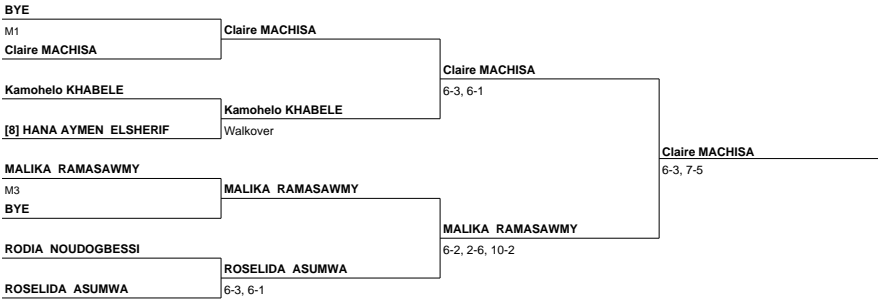 BYE
M1
Claire MACHISA
Claire MACHISA
Claire MACHISA
6-3, 6-1
Kamohelo KHABELE
Kamohelo KHABELE
[8] HANA AYMEN ELSHERIF
Walkover
Claire MACHISA
6-3, 7-5
MALIKA RAMASAWMY
M3
MALIKA RAMASAWMY
BYE
MALIKA RAMASAWMY
6-2, 2-6, 10-2
RODIA NOUDOGBESSI
ROSELIDA ASUMWA
ROSELIDA ASUMWA
6-3, 6-1